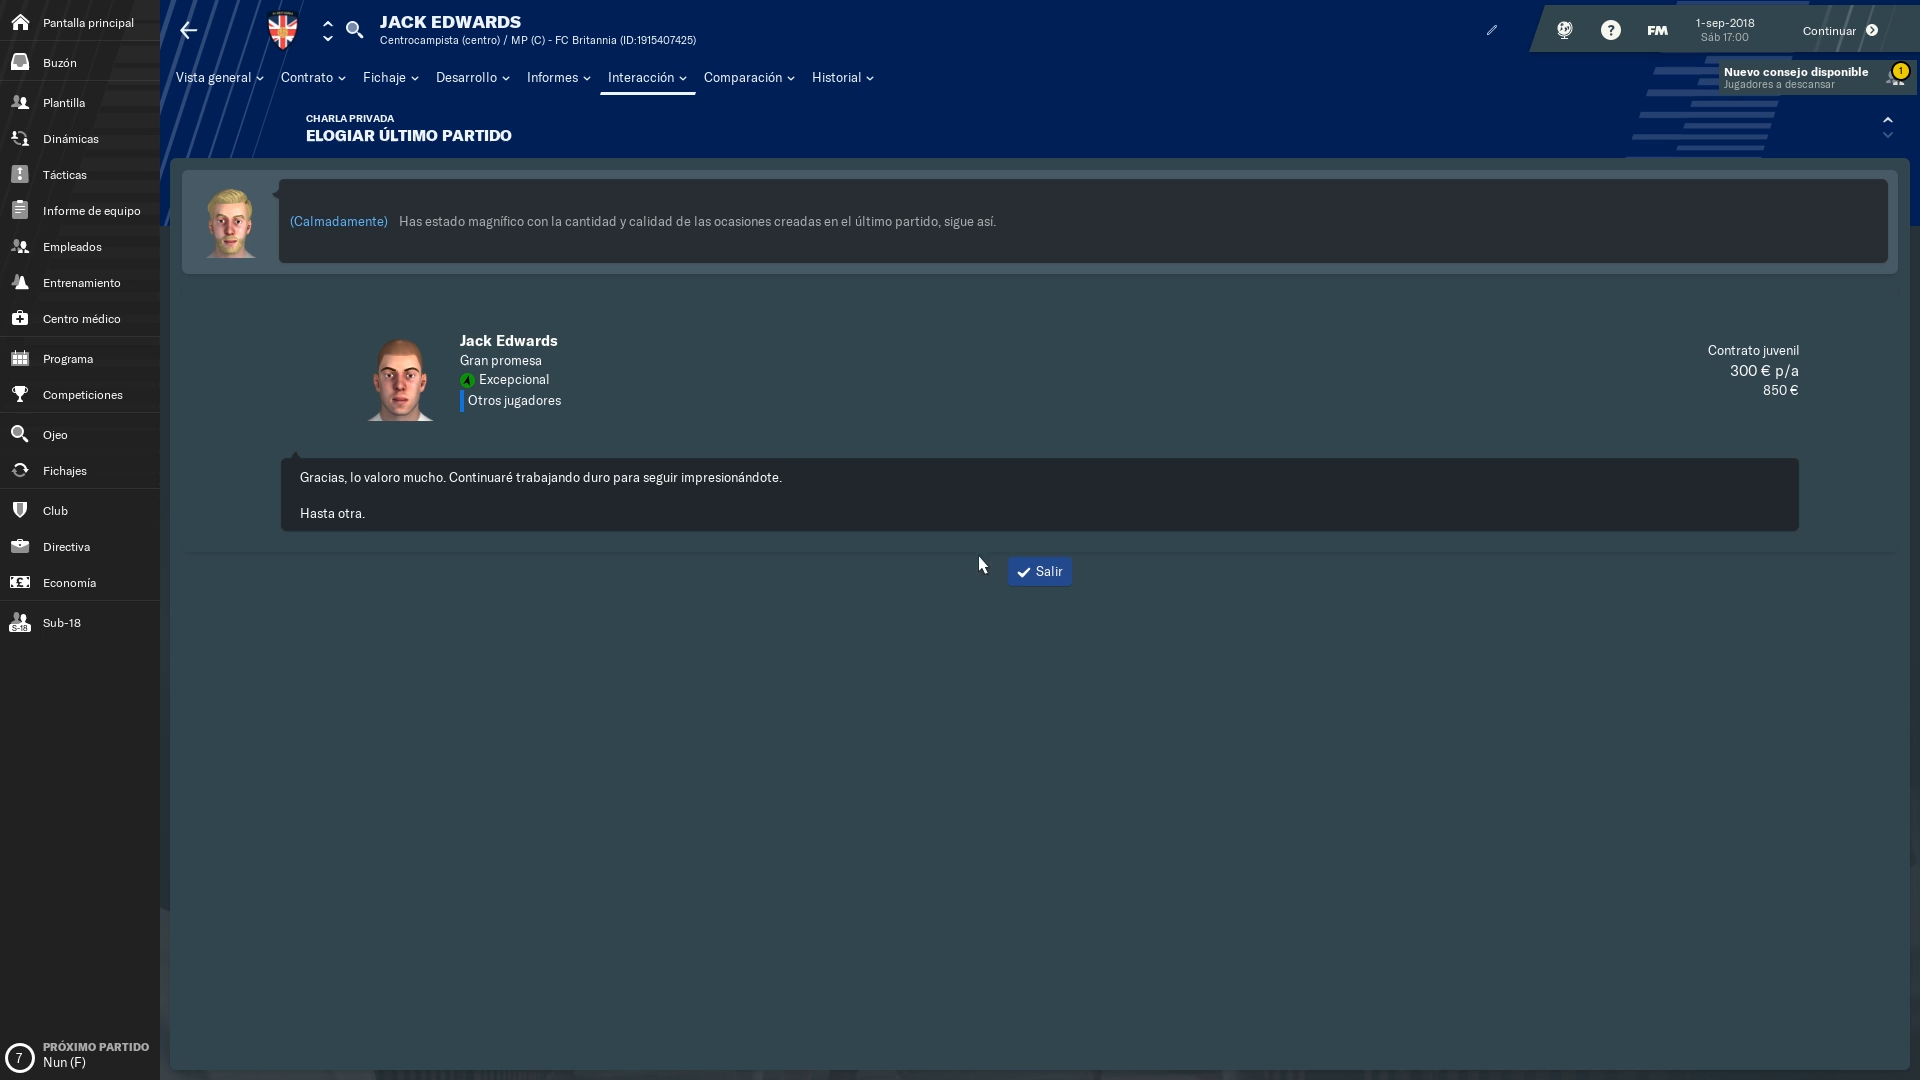 Pantalla principal
Buzón
Plantilla
Dinámicas
Tácticas
Informe de equipo
Empleados
Entrenamiento
Centro médico
Programa
Competiciones
Ojeo
Fichajes
Club
Directiva
Economía
S-18
Sub-18
7
PRÓXIMO PARTIDO
Nun (F)
JACK EDWARDS
Centrocampista (centro) / MP (C) - FC Britannia (ID:1915407425)
?
FM
1-sep-2018
Sáb 17:00
Continuar
Vista general
Contrato
Fichaje
Desarrollo
Informes
Interacción
Comparación
Historial
Nuevo consejo disponible
Jugadores a descansar
1
CHARLA PRIVADA
ELOGIAR ÚLTIMO PARTIDO
(Calmadamente) Has estado magnífico con la cantidad y calidad de las ocasiones creadas en el último partido, sigue así.
Jack Edwards
Gran promesa
Excepcional
Otros jugadores
Contrato juvenil
300 € p/a
850 €
Gracias, lo valoro mucho. Continuaré trabajando duro para seguir impresionándote.
Hasta otra.
Salir